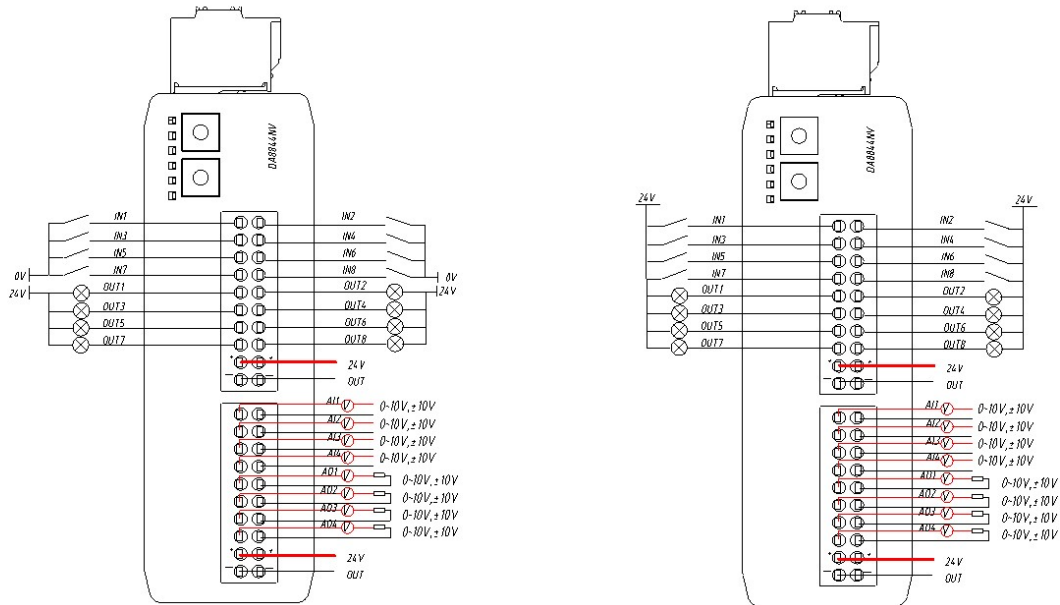 DA8844NV
IN1 IN2
IN3 IN4
IN5 IN6
0V IN7 IN8 0V
24V OUT1 OUT2 24V
OUT3 OUT4
OUT5 OUT6
OUT7 OUT8
+ + 24V
— — OUT
AI1 0~10V,±10V
AI2 0~10V,±10V
AI3 0~10V,±10V
AI4 0~10V,±10V
AO1 0~10V,±10V
AO2 0~10V,±10V
AO3 0~10V,±10V
AO4 0~10V,±10V
+ + 24V
— — OUT
DA8844NV
24V 24V
IN1 IN2
IN3 IN4
IN5 IN6
IN7 IN8
OUT1 OUT2
OUT3 OUT4
OUT5 OUT6
OUT7 OUT8
+ + 24V
— — OUT
AI1 0~10V,±10V
AI2 0~10V,±10V
AI3 0~10V,±10V
AI4 0~10V,±10V
AO1 0~10V,±10V
AO2 0~10V,±10V
AO3 0~10V,±10V
AO4 0~10V,±10V
+ + 24V
— — OUT